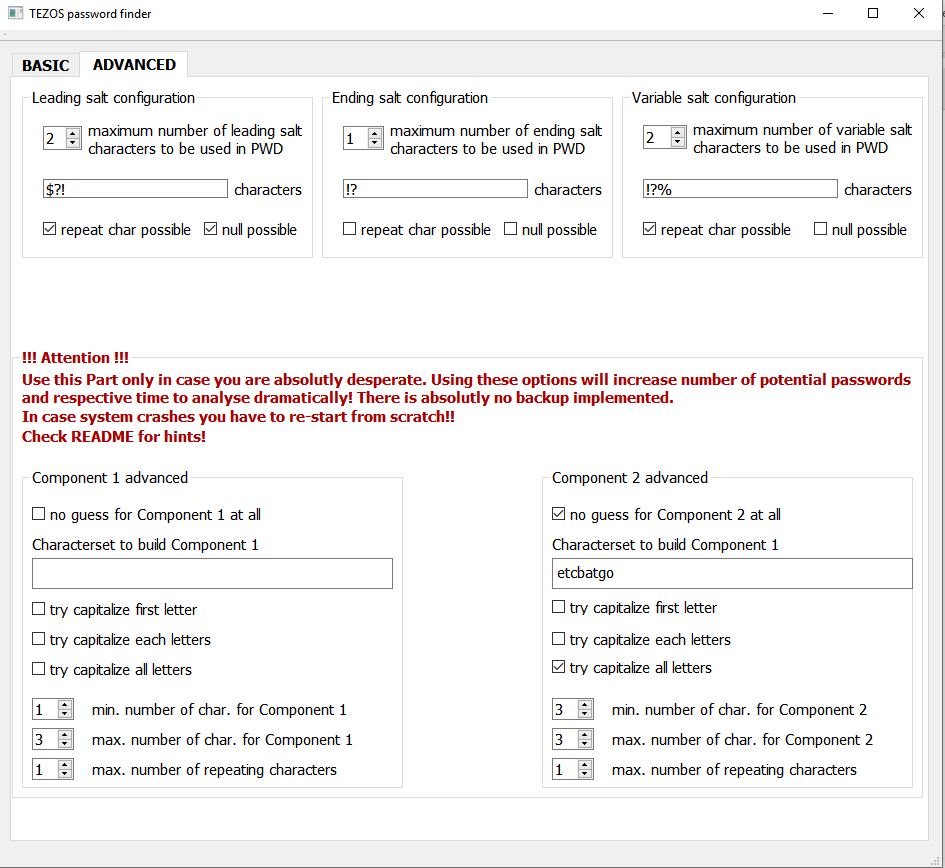 TEZOS password finder
BASIC
ADVANCED
Leading salt configuration
2
maximum number of leading salt
characters to be used in PWD
$?!
characters
repeat char possible
null possible
Ending salt configuration
1
maximum number of ending salt
characters to be used in PWD
!?
characters
repeat char possible
null possible
Variable salt configuration
2
maximum number of variable salt
characters to be used in PWD
!?%
characters
repeat char possible
null possible
!!! Attention !!!
Use this Part only in case you are absolutly desperate. Using these options will increase number of potential passwords
and respective time to analyse dramatically! There is absolutly no backup implemented.
In case system crashes you have to re-start from scratch!!
Check README for hints!
Component 1 advanced
no guess for Component 1 at all
Characterset to build Component 1
try capitalize first letter
try capitalize each letters
try capitalize all letters
1 min. number of char. for Component 1
3 max. number of char. for Component 1
1 max. number of repeating characters
Component 2 advanced
no guess for Component 2 at all
Characterset to build Component 1
etcbatgo
try capitalize first letter
try capitalize each letters
try capitalize all letters
3 min. number of char. for Component 2
3 max. number of char. for Component 2
1 max. number of repeating characters